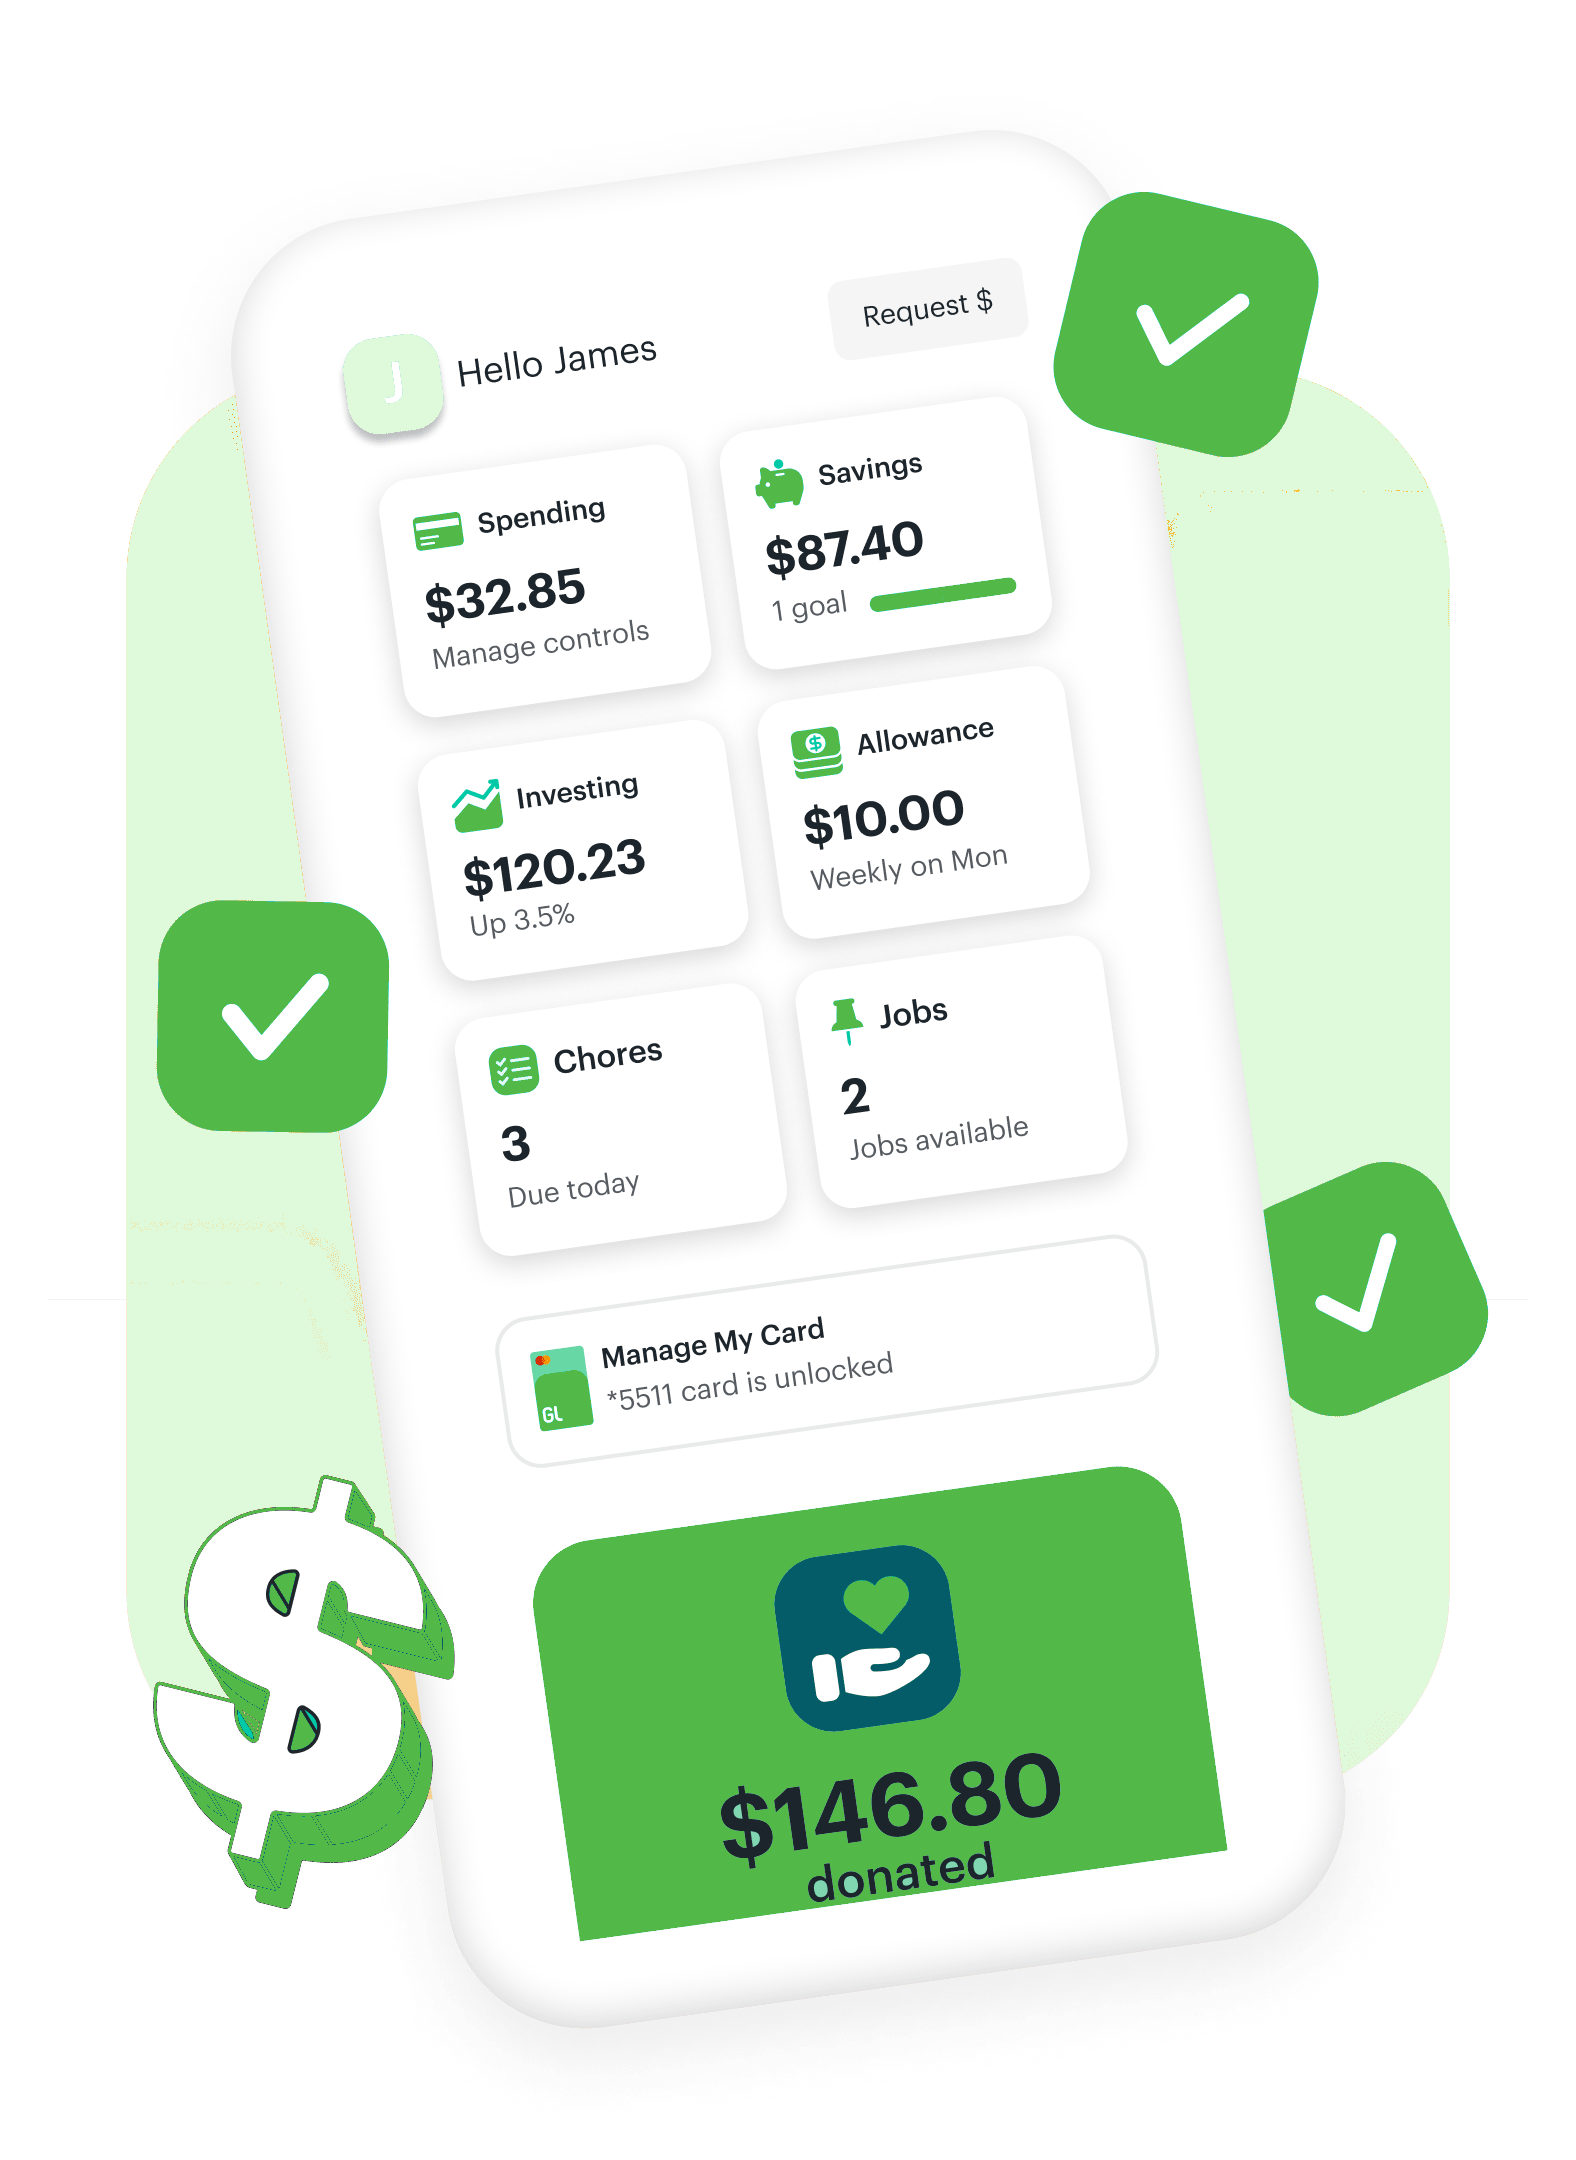 J
Hello James
Request $
Spending
$32.85
Manage controls
Savings
$87.40
1 goal
Investing
$120.23
Up 3.5%
Allowance
$10.00
Weekly on Mon
Chores
3
Due today
Jobs
2
Jobs available
GL
Manage My Card
*5511 card is unlocked
$146.80
donated